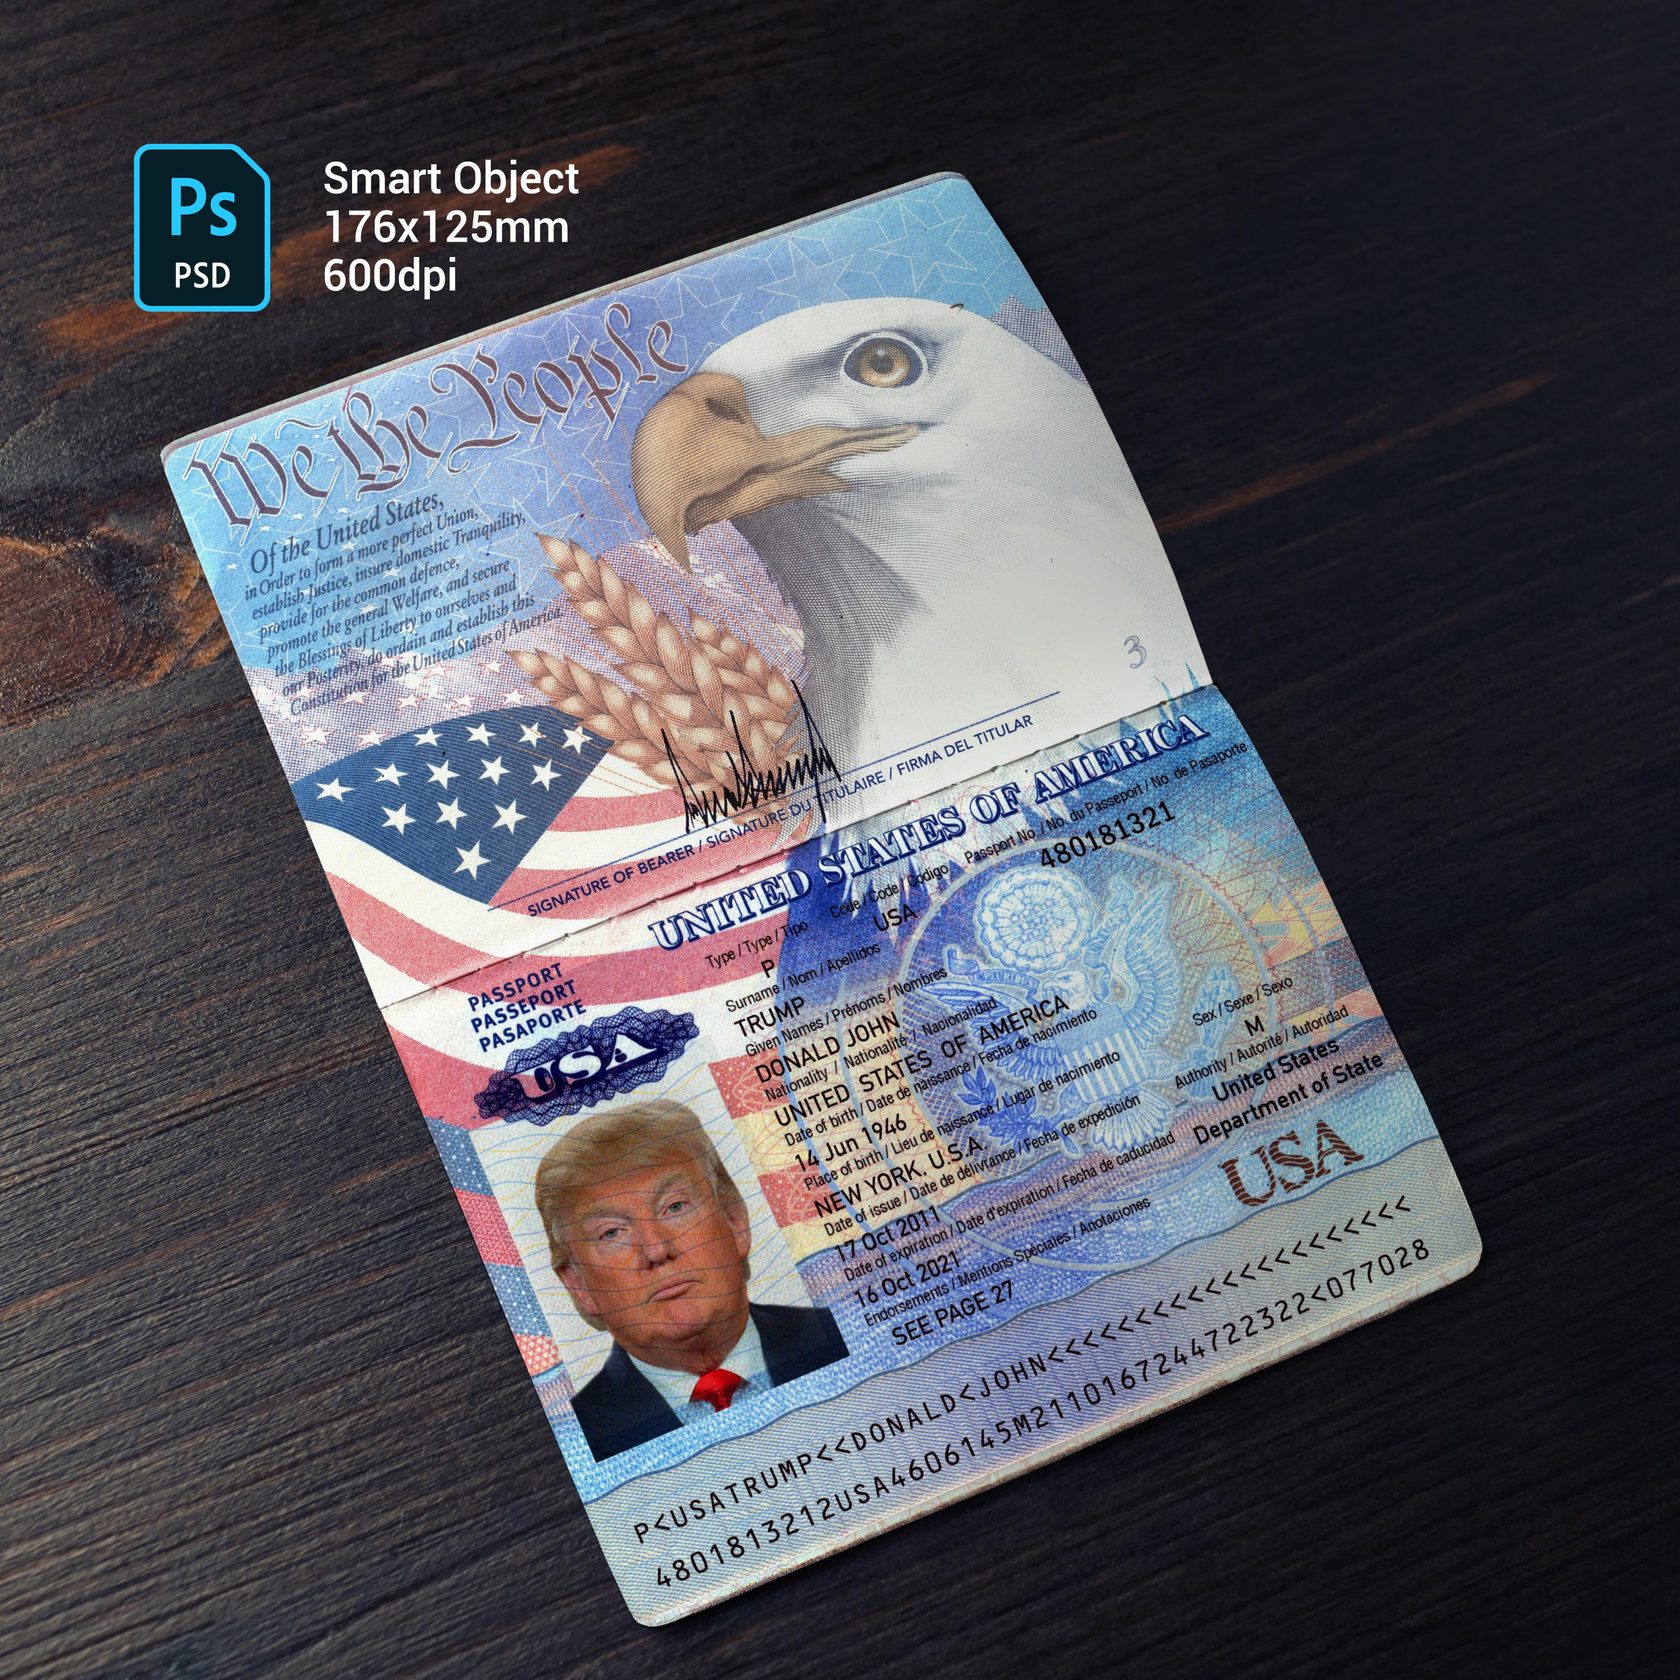 Ps
PSD
Smart Object
176x125mm
600dpi
We the People
Of the United States,
in Order to form a more perfect Union,
establish Justice, insure domestic Tranquility,
provide for the common defence,
promote the general Welfare, and secure
the Blessings of Liberty to ourselves and
our Posterity, do ordain and establish this
Constitution for the United States of America.
3
SIGNATURE OF BEARER / SIGNATURE DU TITULAIRE / FIRMA DEL TITULAR
UNITED STATES OF AMERICA
PASSPORT
PASSEPORT
PASAPORTE
USA
Type / Type / Tipo
P
Code / Code / Codigo
USA
Passport No. / No. du Passeport / No. de Pasaporte
480181321
Surname / Nom / Apellidos
TRUMP
Given Names / Prénoms / Nombres
DONALD JOHN
Nationality / Nationalité / Nacionalidad
UNITED STATES OF AMERICA
Date of birth / Date de naissance / Fecha de nacimiento
14 Jun 1946
Place of birth / Lieu de naissance / Lugar de nacimiento
NEW YORK, U.S.A.
Date of issue / Date de délivrance / Fecha de expedición
17 Oct 2011
Date of expiration / Date d'expiration / Fecha de caducidad
16 Oct 2021
Endorsements / Mentions Spéciales / Anotaciones
SEE PAGE 27
Sex / Sexe / Sexo
M
Authority / Autorité / Autoridad
United States
Department of State
USA
P<USATRUMP<<DONALD<JOHN<<<<<<<<<<<<<<<<<<<<<
4801813212USA4606145M2110167244722322<077028